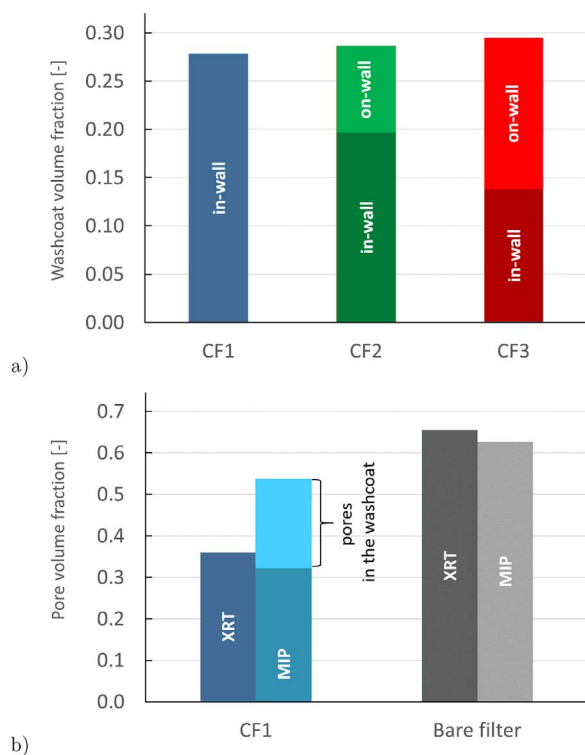 0.30
0.25
0.20
0.15
0.10
0.05
0.00
Washcoat volume fraction [-]
in-wall
on-wall
in-wall
on-wall
in-wall
CF1 CF2 CF3
a)
0.7
0.6
0.5
0.4
0.3
0.2
0.1
0.0
Pore volume fraction [-]
XRT
MIP
pores
in the washcoat
XRT
MIP
CF1 Bare filter
b)